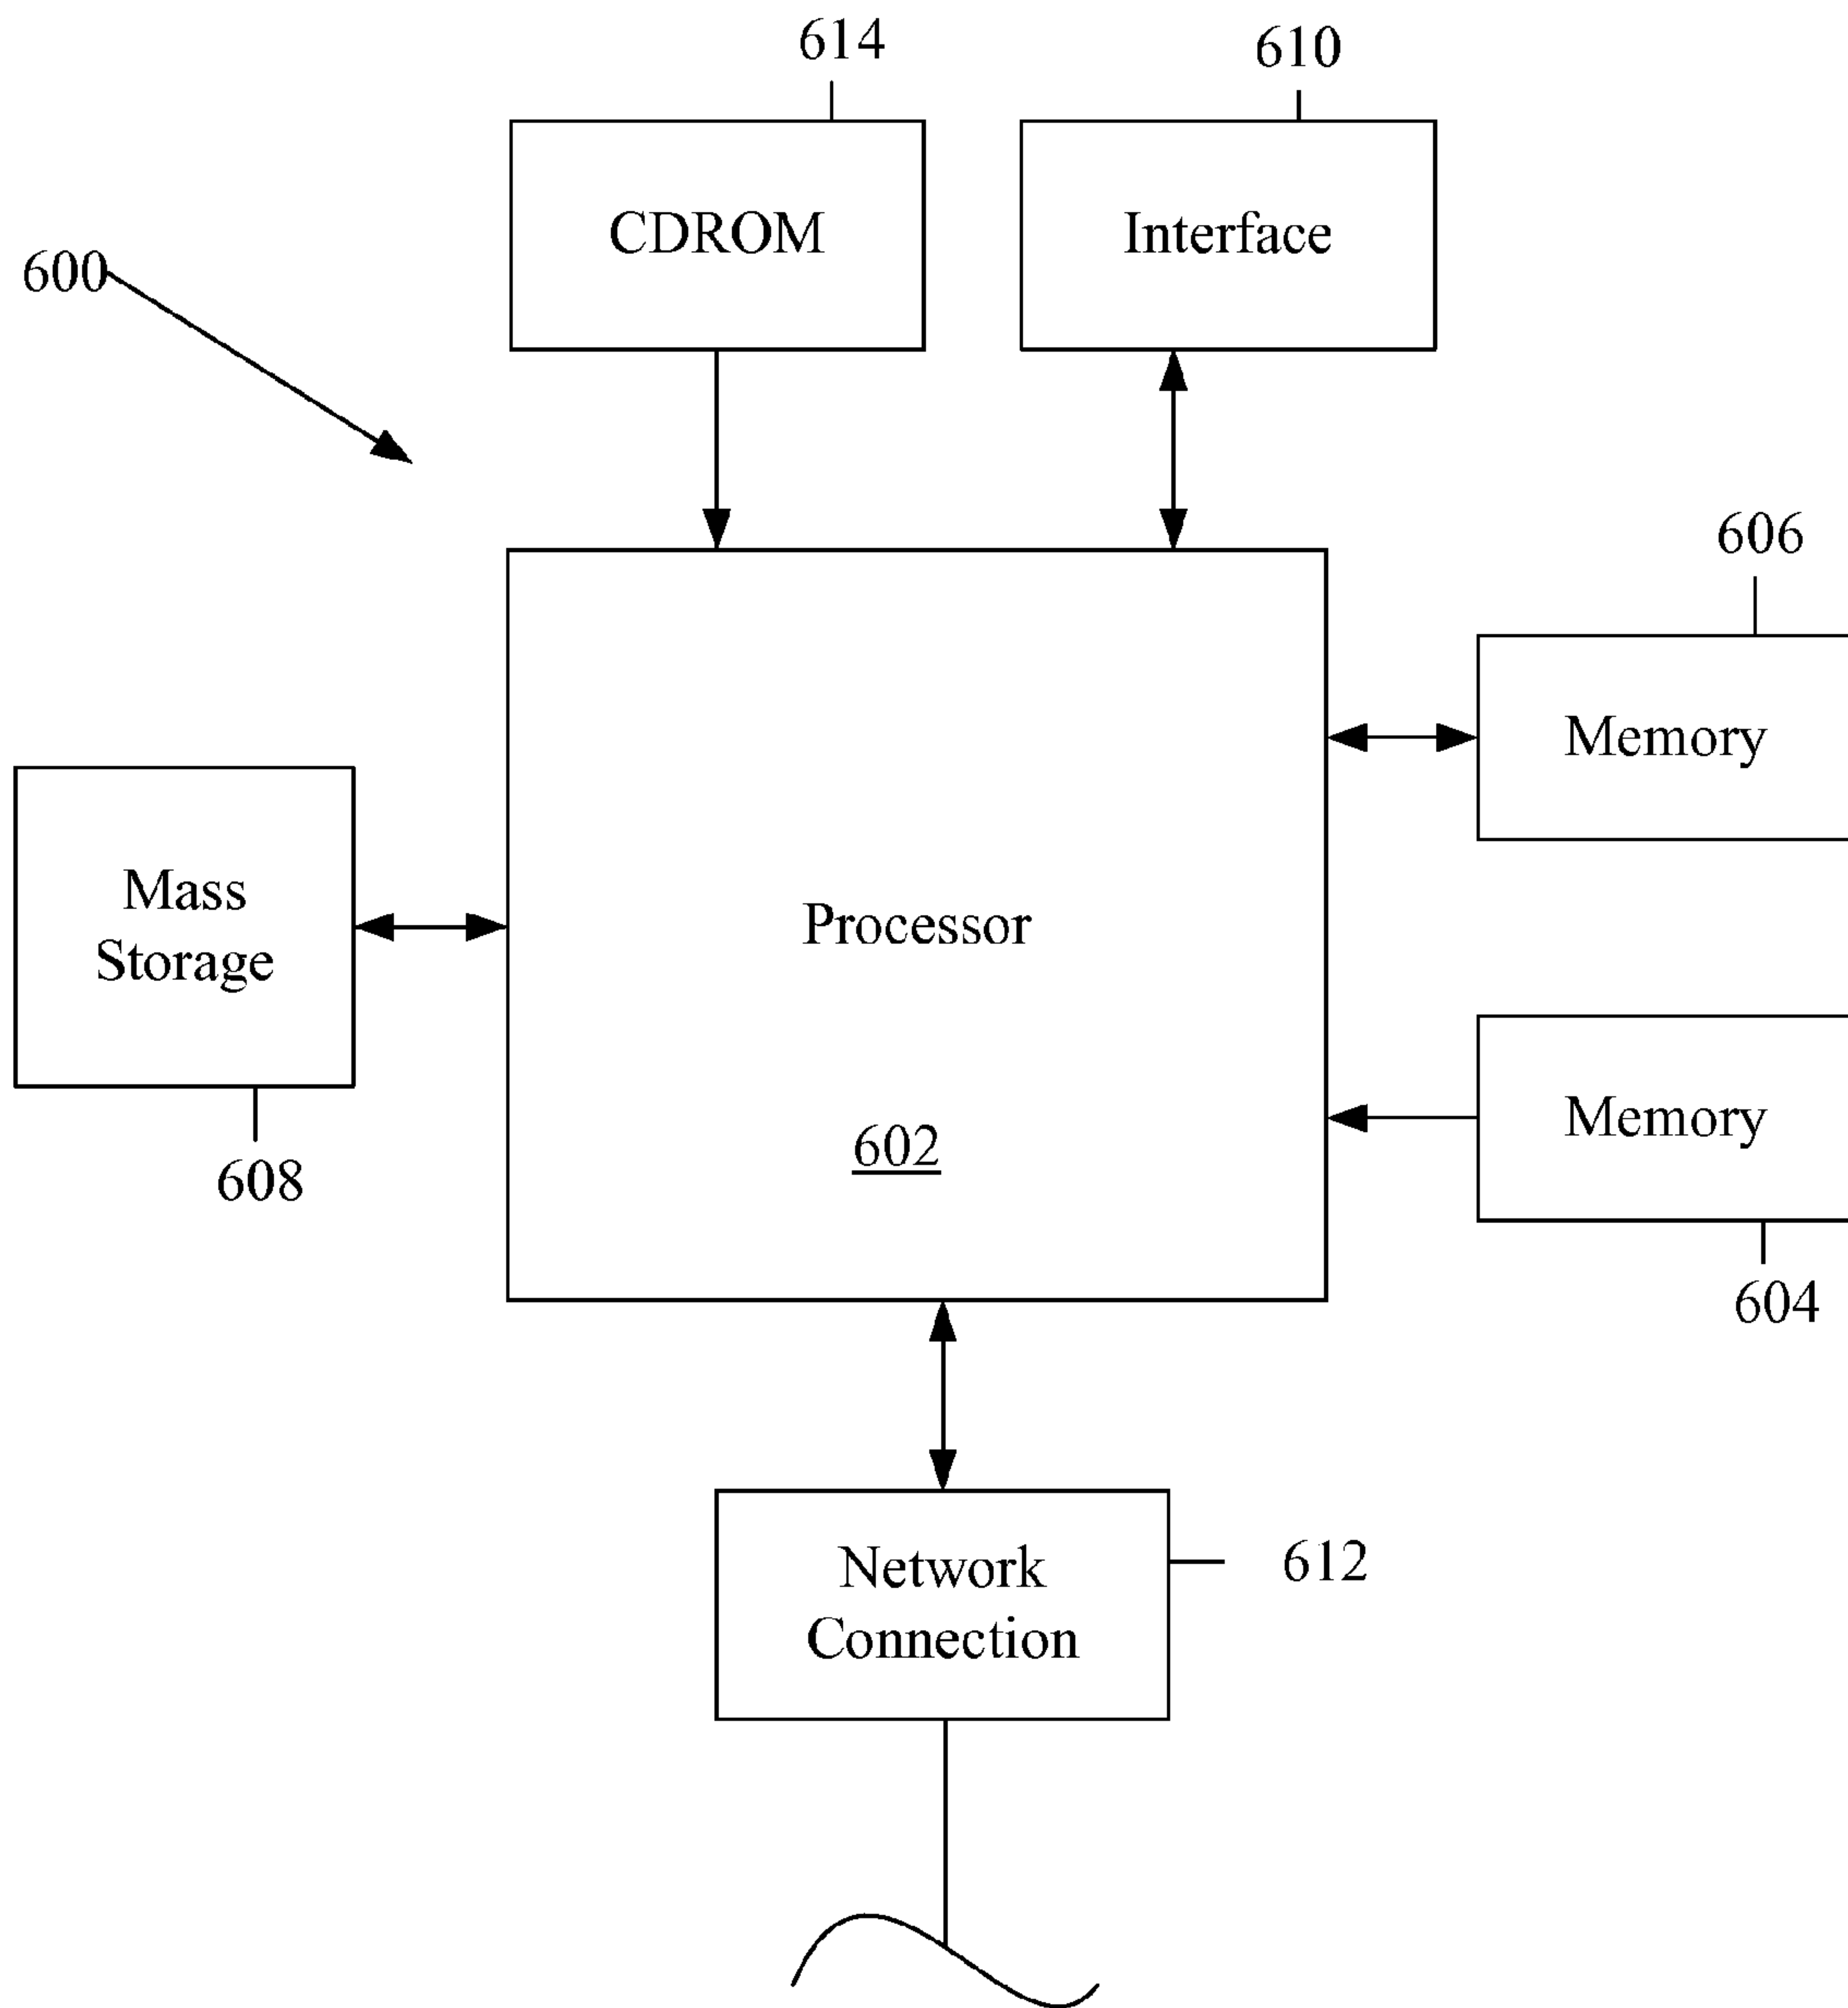 614
610
CDROM
Interface
600
606
Memory
Mass
Storage
Processor
Memory
602
608
604
Network
Connection
612